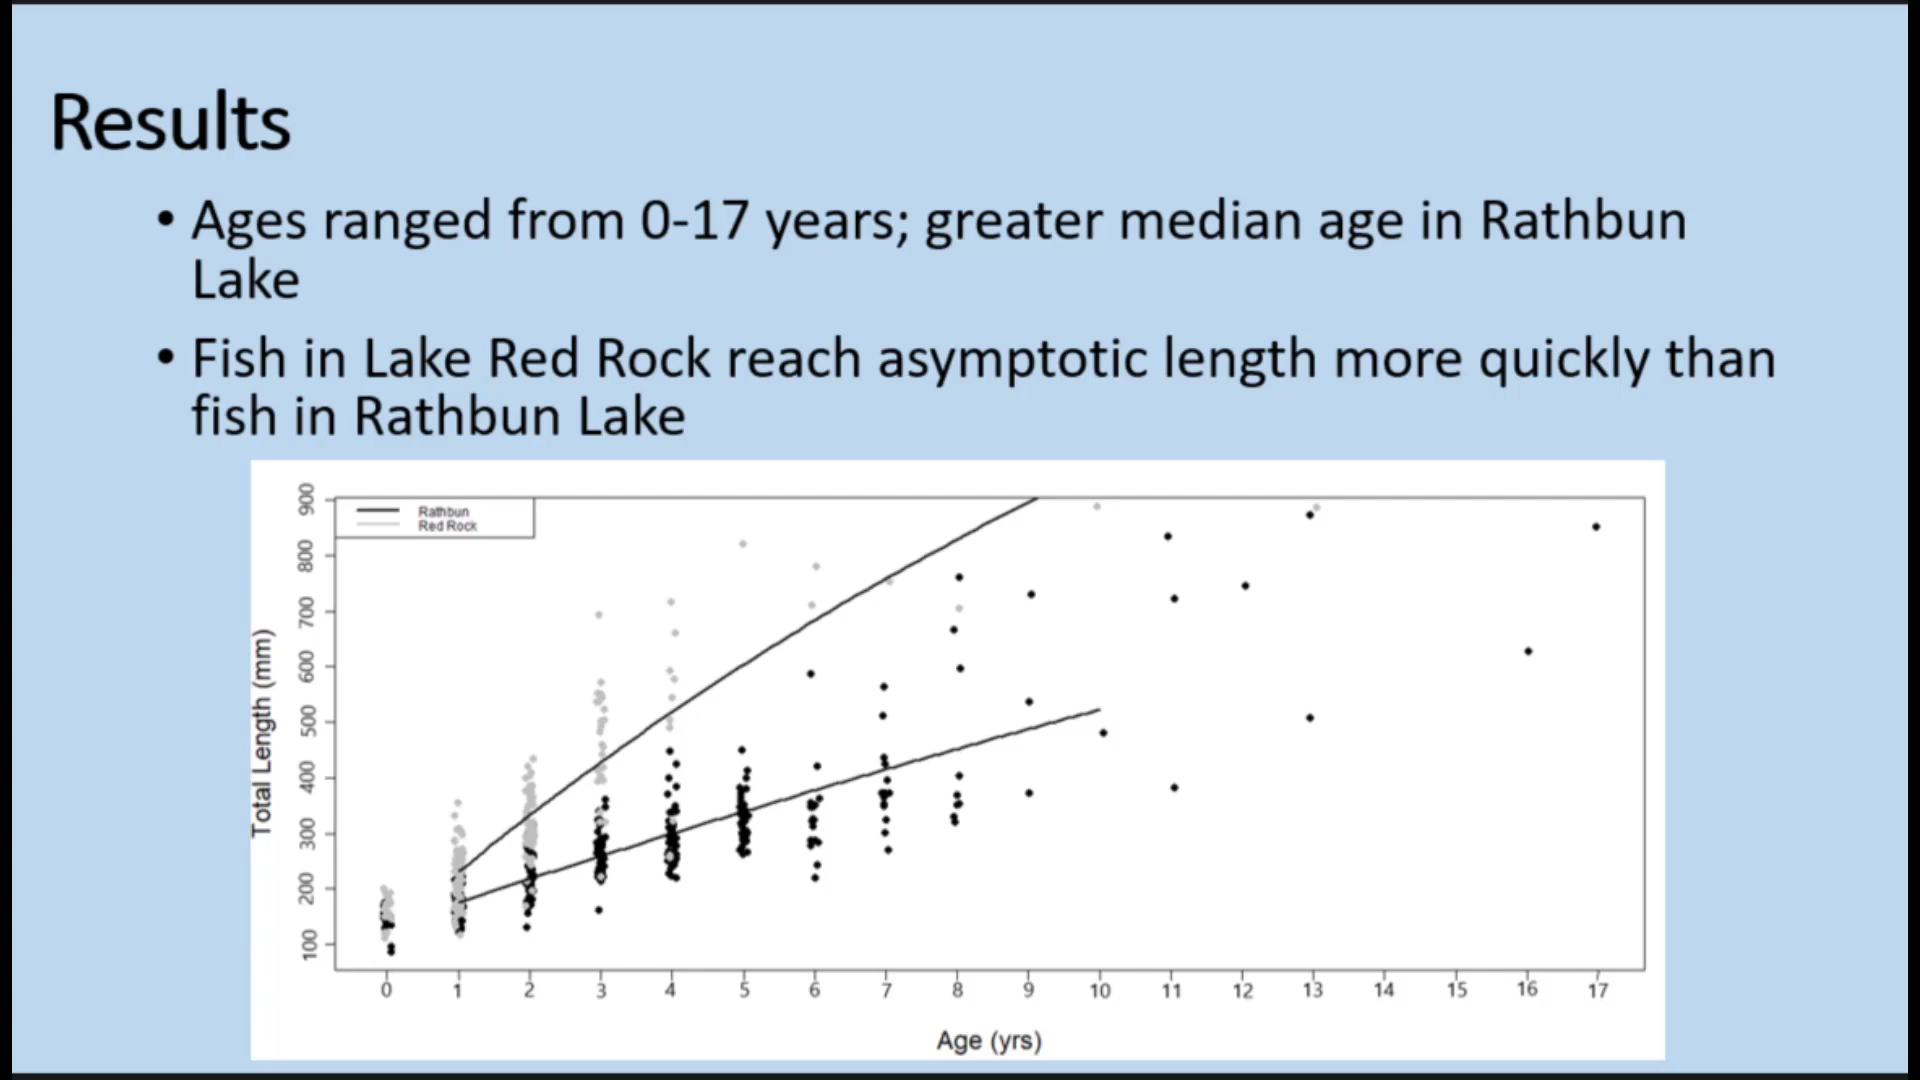 Results
• Ages ranged from 0-17 years; greater median age in Rathbun
Lake
• Fish in Lake Red Rock reach asymptotic length more quickly than
fish in Rathbun Lake
Rathbun
Red Rock
900
800
700
600
500
400
300
200
100
Total Length (mm)
0 1 2 3 4 5 6 7 8 9 10 11 12 13 14 15 16 17
Age (yrs)